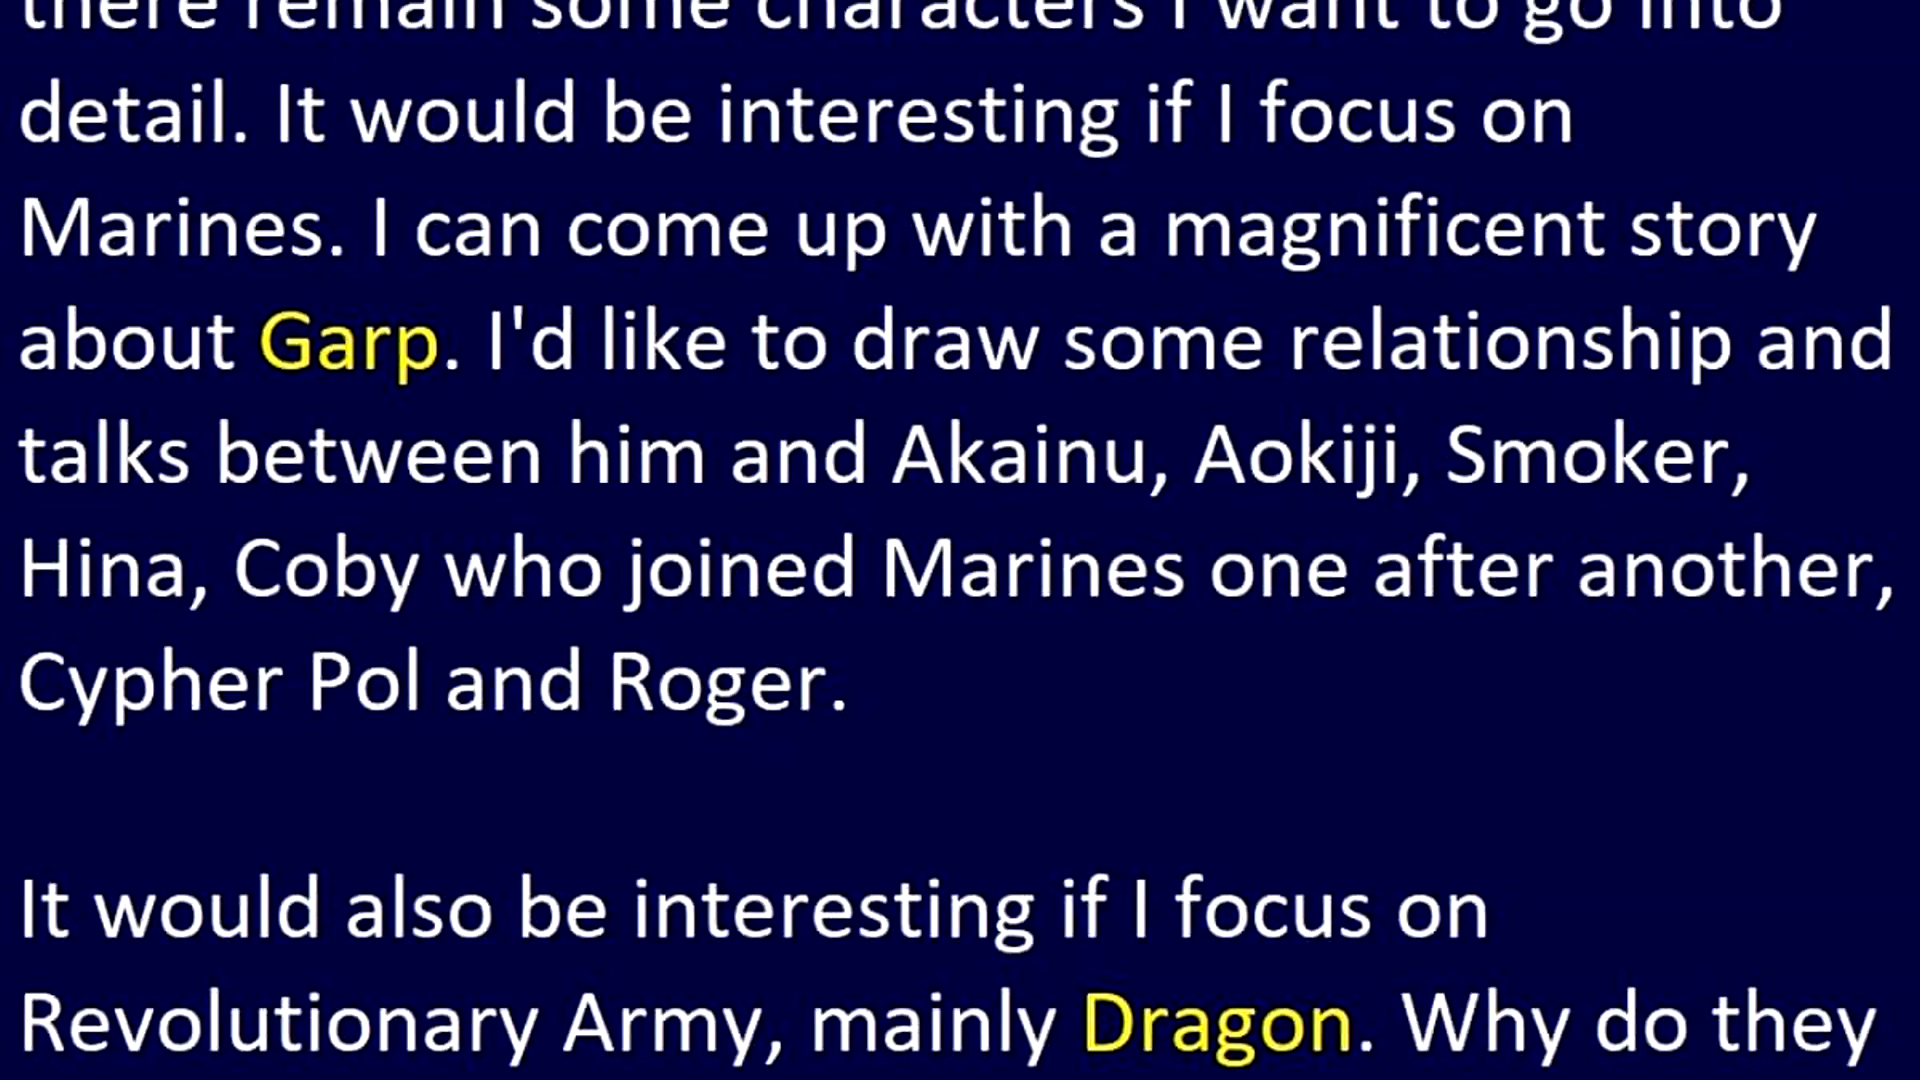 there remain some characters I want to go into
detail. It would be interesting if I focus on
Marines. I can come up with a magnificent story
about Garp. I'd like to draw some relationship and
talks between him and Akainu, Aokiji, Smoker,
Hina, Coby who joined Marines one after another,
Cypher Pol and Roger.
It would also be interesting if I focus on
Revolutionary Army, mainly Dragon. Why do they